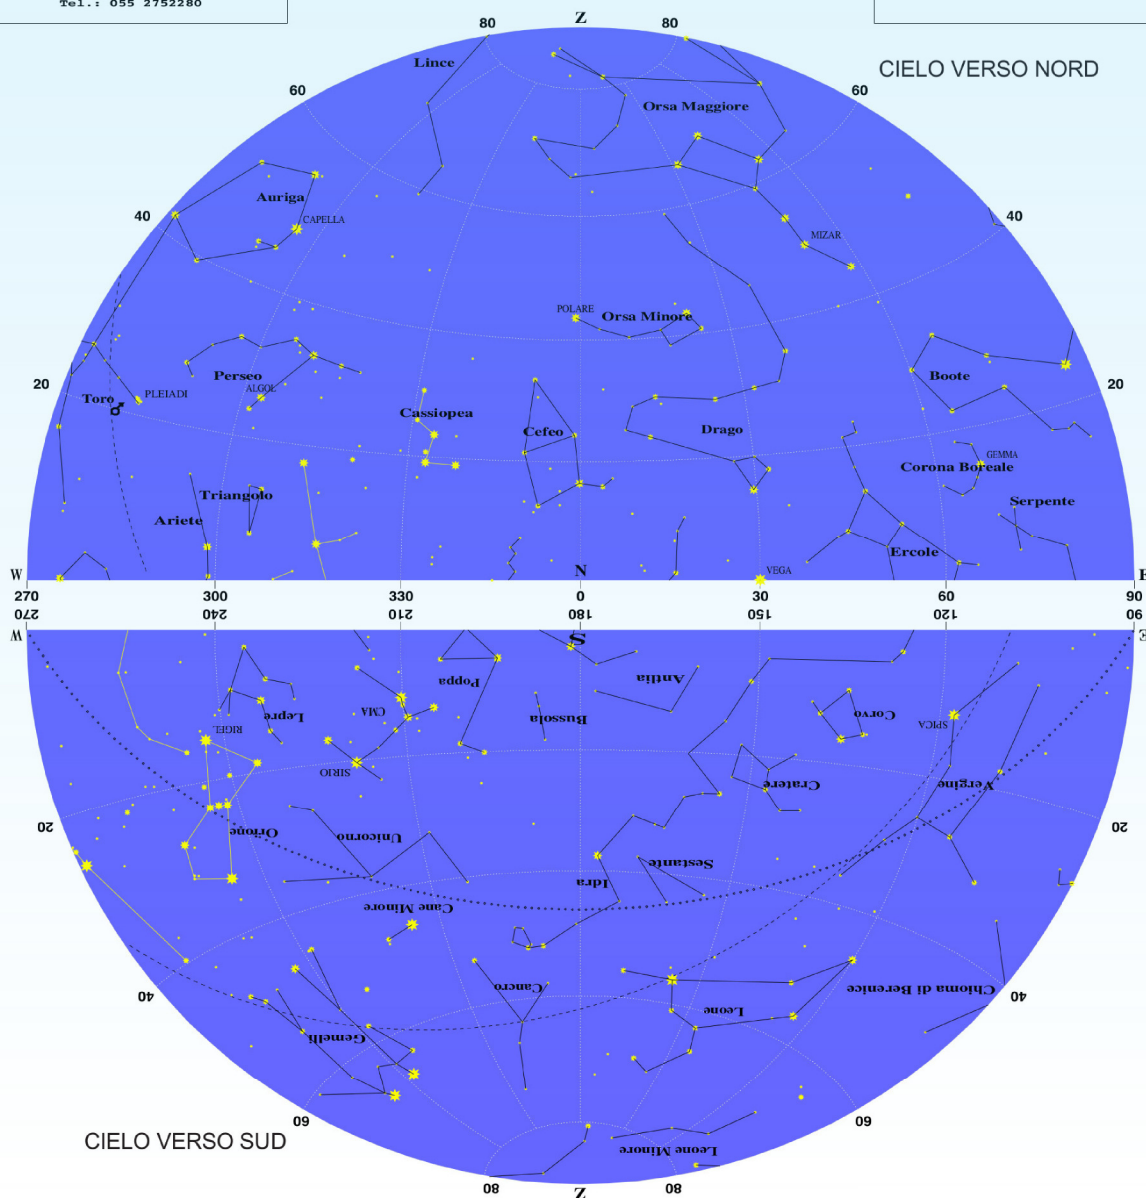 Tel.: 055 2752280
CIELO VERSO NORD
Z
80
80
Lince
60
60
Orsa Maggiore
Auriga
CAPELLA
40
40
MIZAR
POLARE
Orsa Minore
20
20
Toro
PLEIADI
Perseo
ALGOL
Cassiopea
Cefeo
Drago
Boote
GEMMA
Corona Boreale
Serpente
Triangolo
Ariete
Ercole
VEGA
W
N
E
270
300
330
0
30
60
90
270
240
210
180
150
120
90
W
S
E
Poppa
Antlia
Lepre
CMA
Bussola
Corvo
SPICA
RIGEL
SIRIO
Cratere
Vergine
20
20
Orione
Unicorno
Sestante
Idra
Cane Minore
Cancro
Leone
Chioma di Berenice
40
40
Gemelli
60
60
CIELO VERSO SUD
Leone Minore
80
80
Z